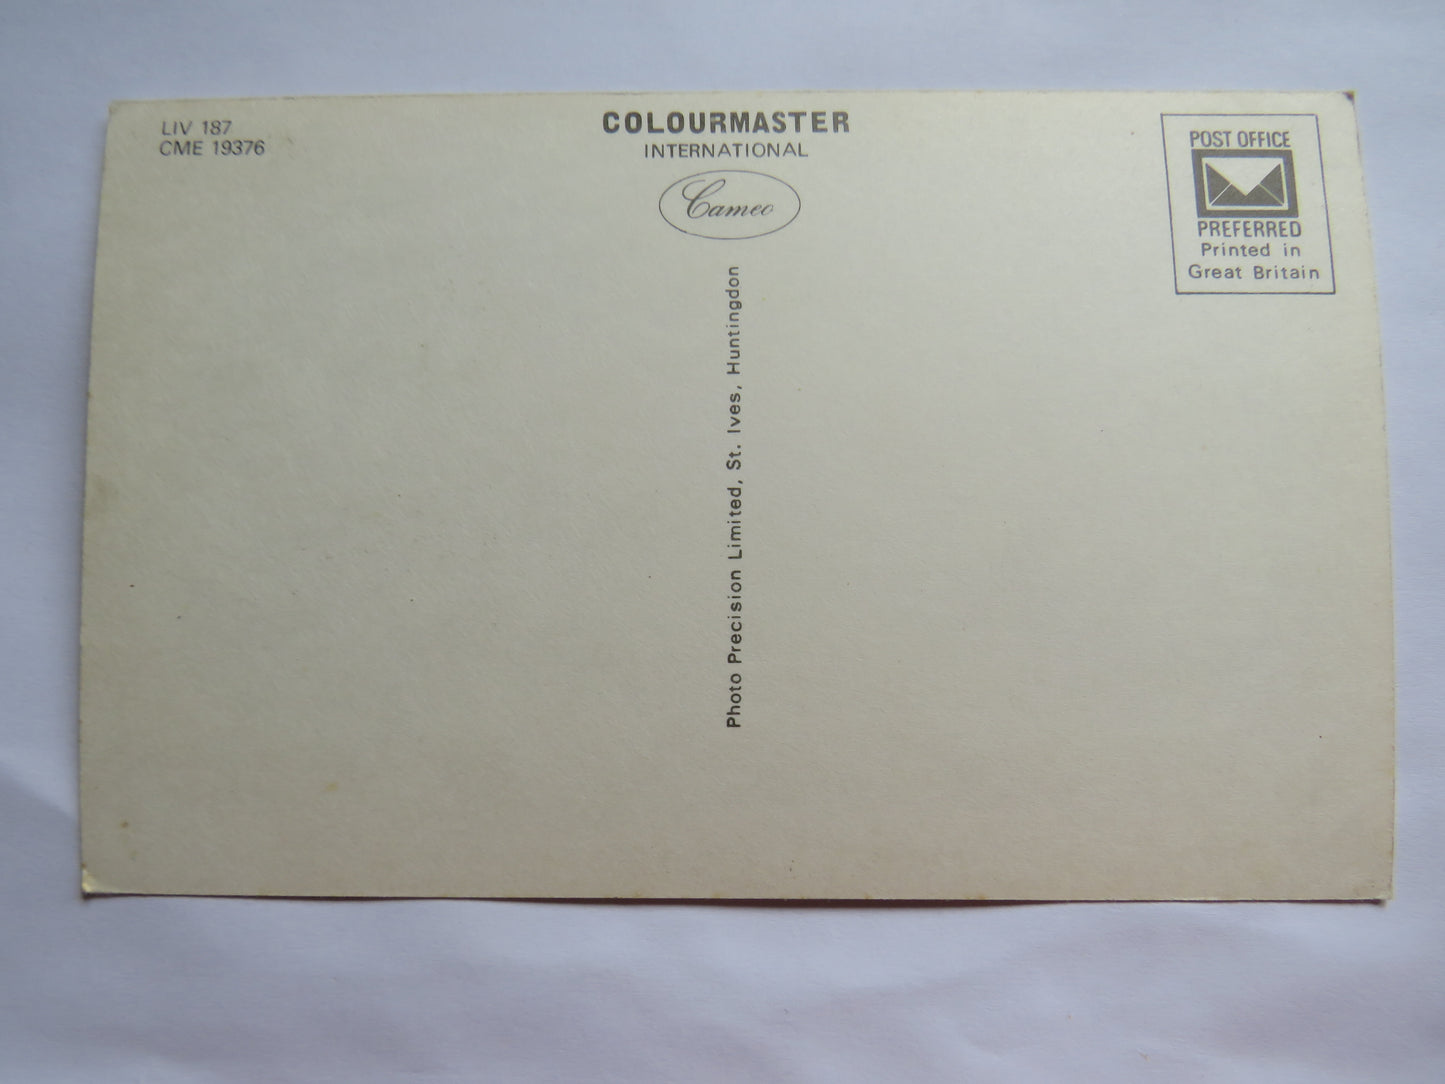 LIV 187
CME 19376
COLOURMASTER
INTERNATIONAL
Cameo
Photo Precision Limited, St. Ives, Huntingdon
POST OFFICE
PREFERRED
Printed in
Great Britain